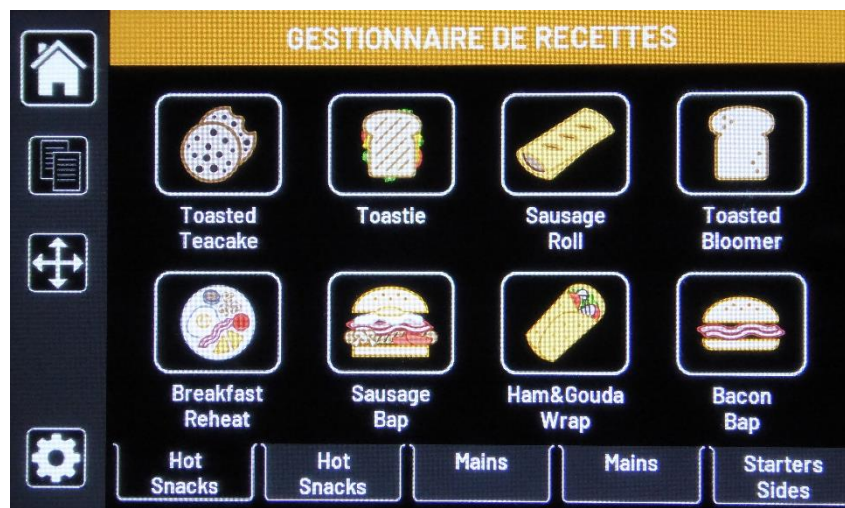 GESTIONNAIRE DE RECETTES
Toasted
Teacake
Toastie
Sausage
Roll
Toasted
Bloomer
Breakfast
Reheat
Sausage
Bap
Ham&Gouda
Wrap
Bacon
Bap
Hot
Snacks
Hot
Snacks
Mains
Mains
Starters
Sides